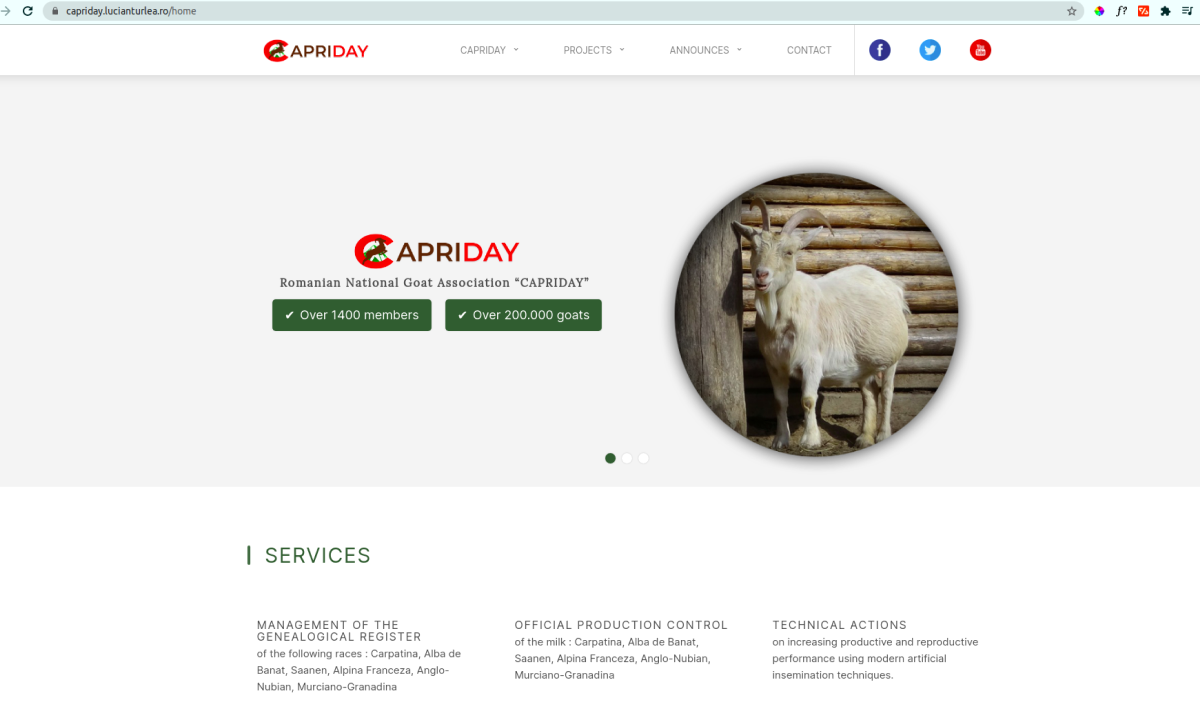 capriday.lucianturlea.ro/home
f?
CAPRIDAY
CAPRIDAY
PROJECTS
ANNOUNCES
CONTACT
CAPRIDAY
Romanian National Goat Association “CAPRIDAY”
✔ Over 1400 members
✔ Over 200.000 goats
SERVICES
MANAGEMENT OF THE
GENEALOGICAL REGISTER
of the following races : Carpatina, Alba de
Banat, Saanen, Alpina Franceza, Anglo-
Nubian, Murciano-Granadina
OFFICIAL PRODUCTION CONTROL
of the milk : Carpatina, Alba de Banat,
Saanen, Alpina Franceza, Anglo-Nubian,
Murciano-Granadina
TECHNICAL ACTIONS
on increasing productive and reproductive
performance using modern artificial
insemination techniques.